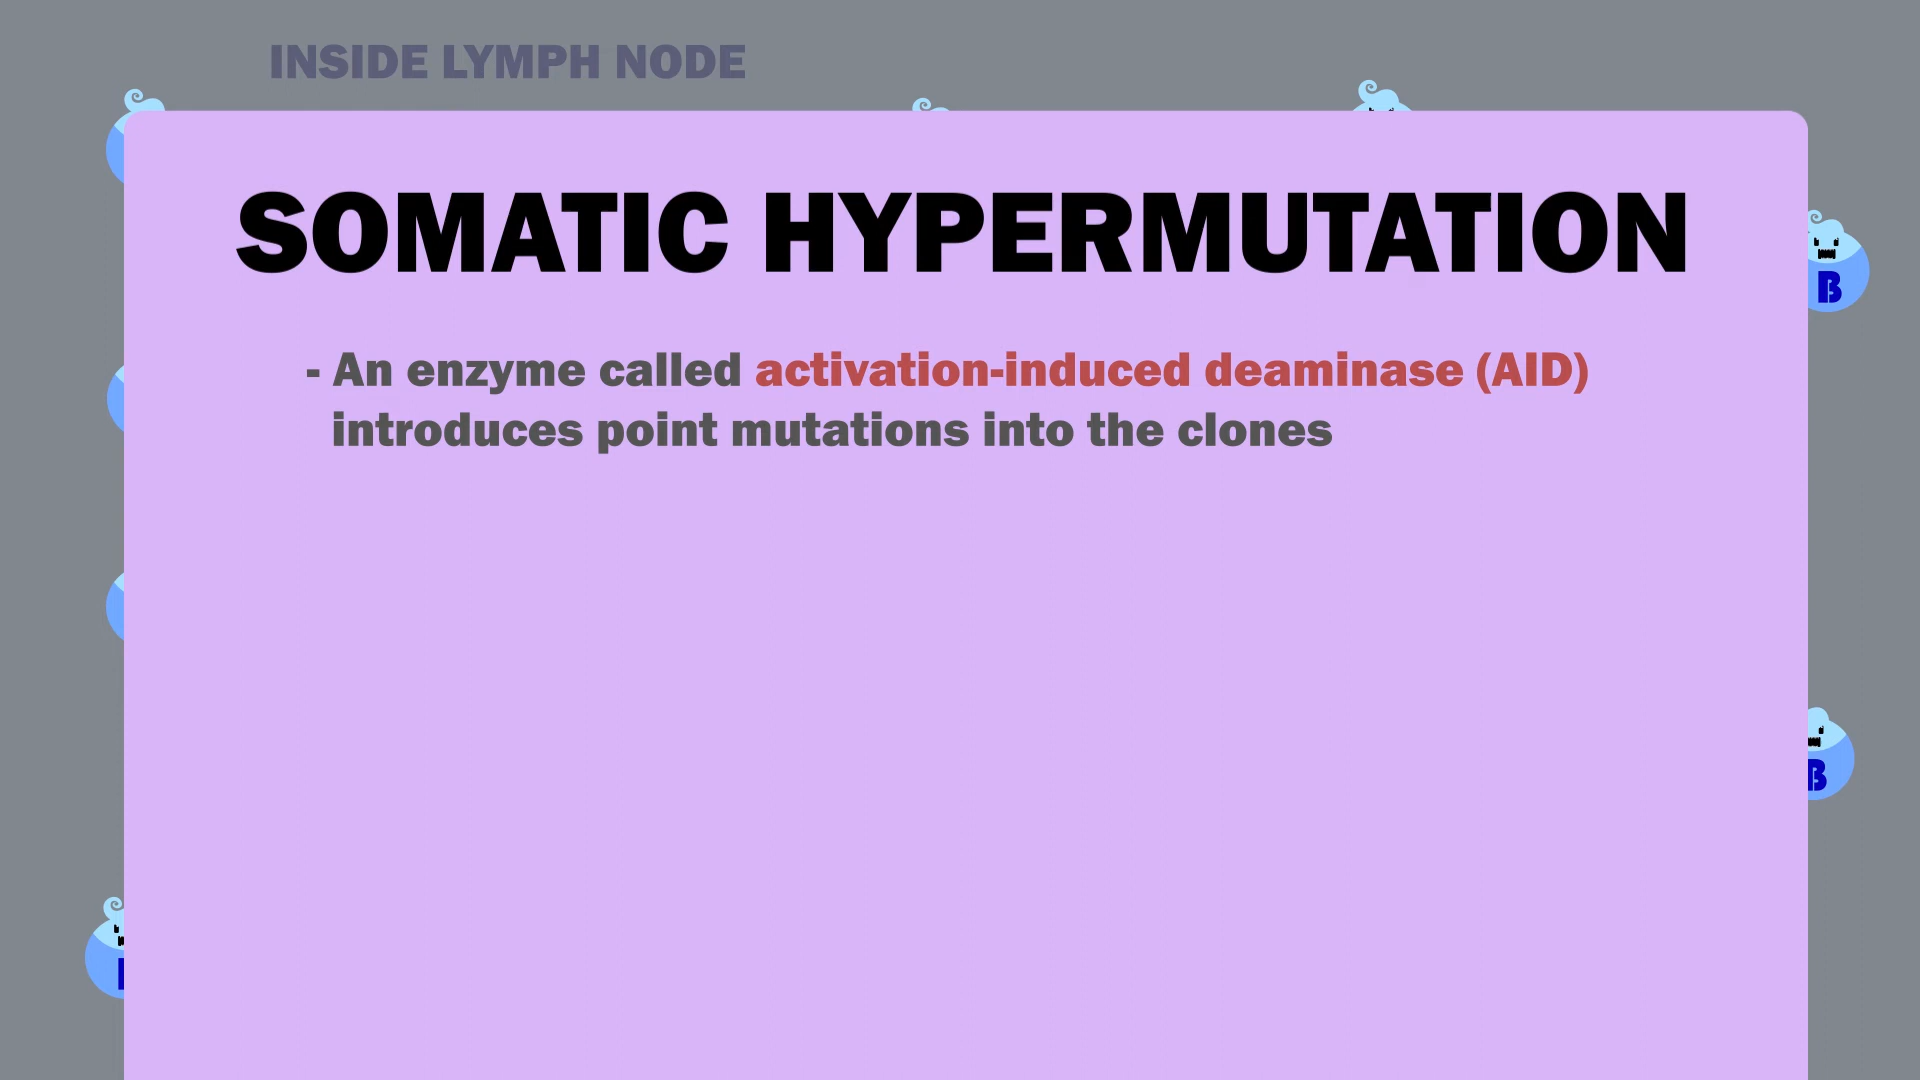 INSIDE LYMPH NODE
SOMATIC HYPERMUTATION
- An enzyme called activation-induced deaminase (AID)
introduces point mutations into the clones
B
B